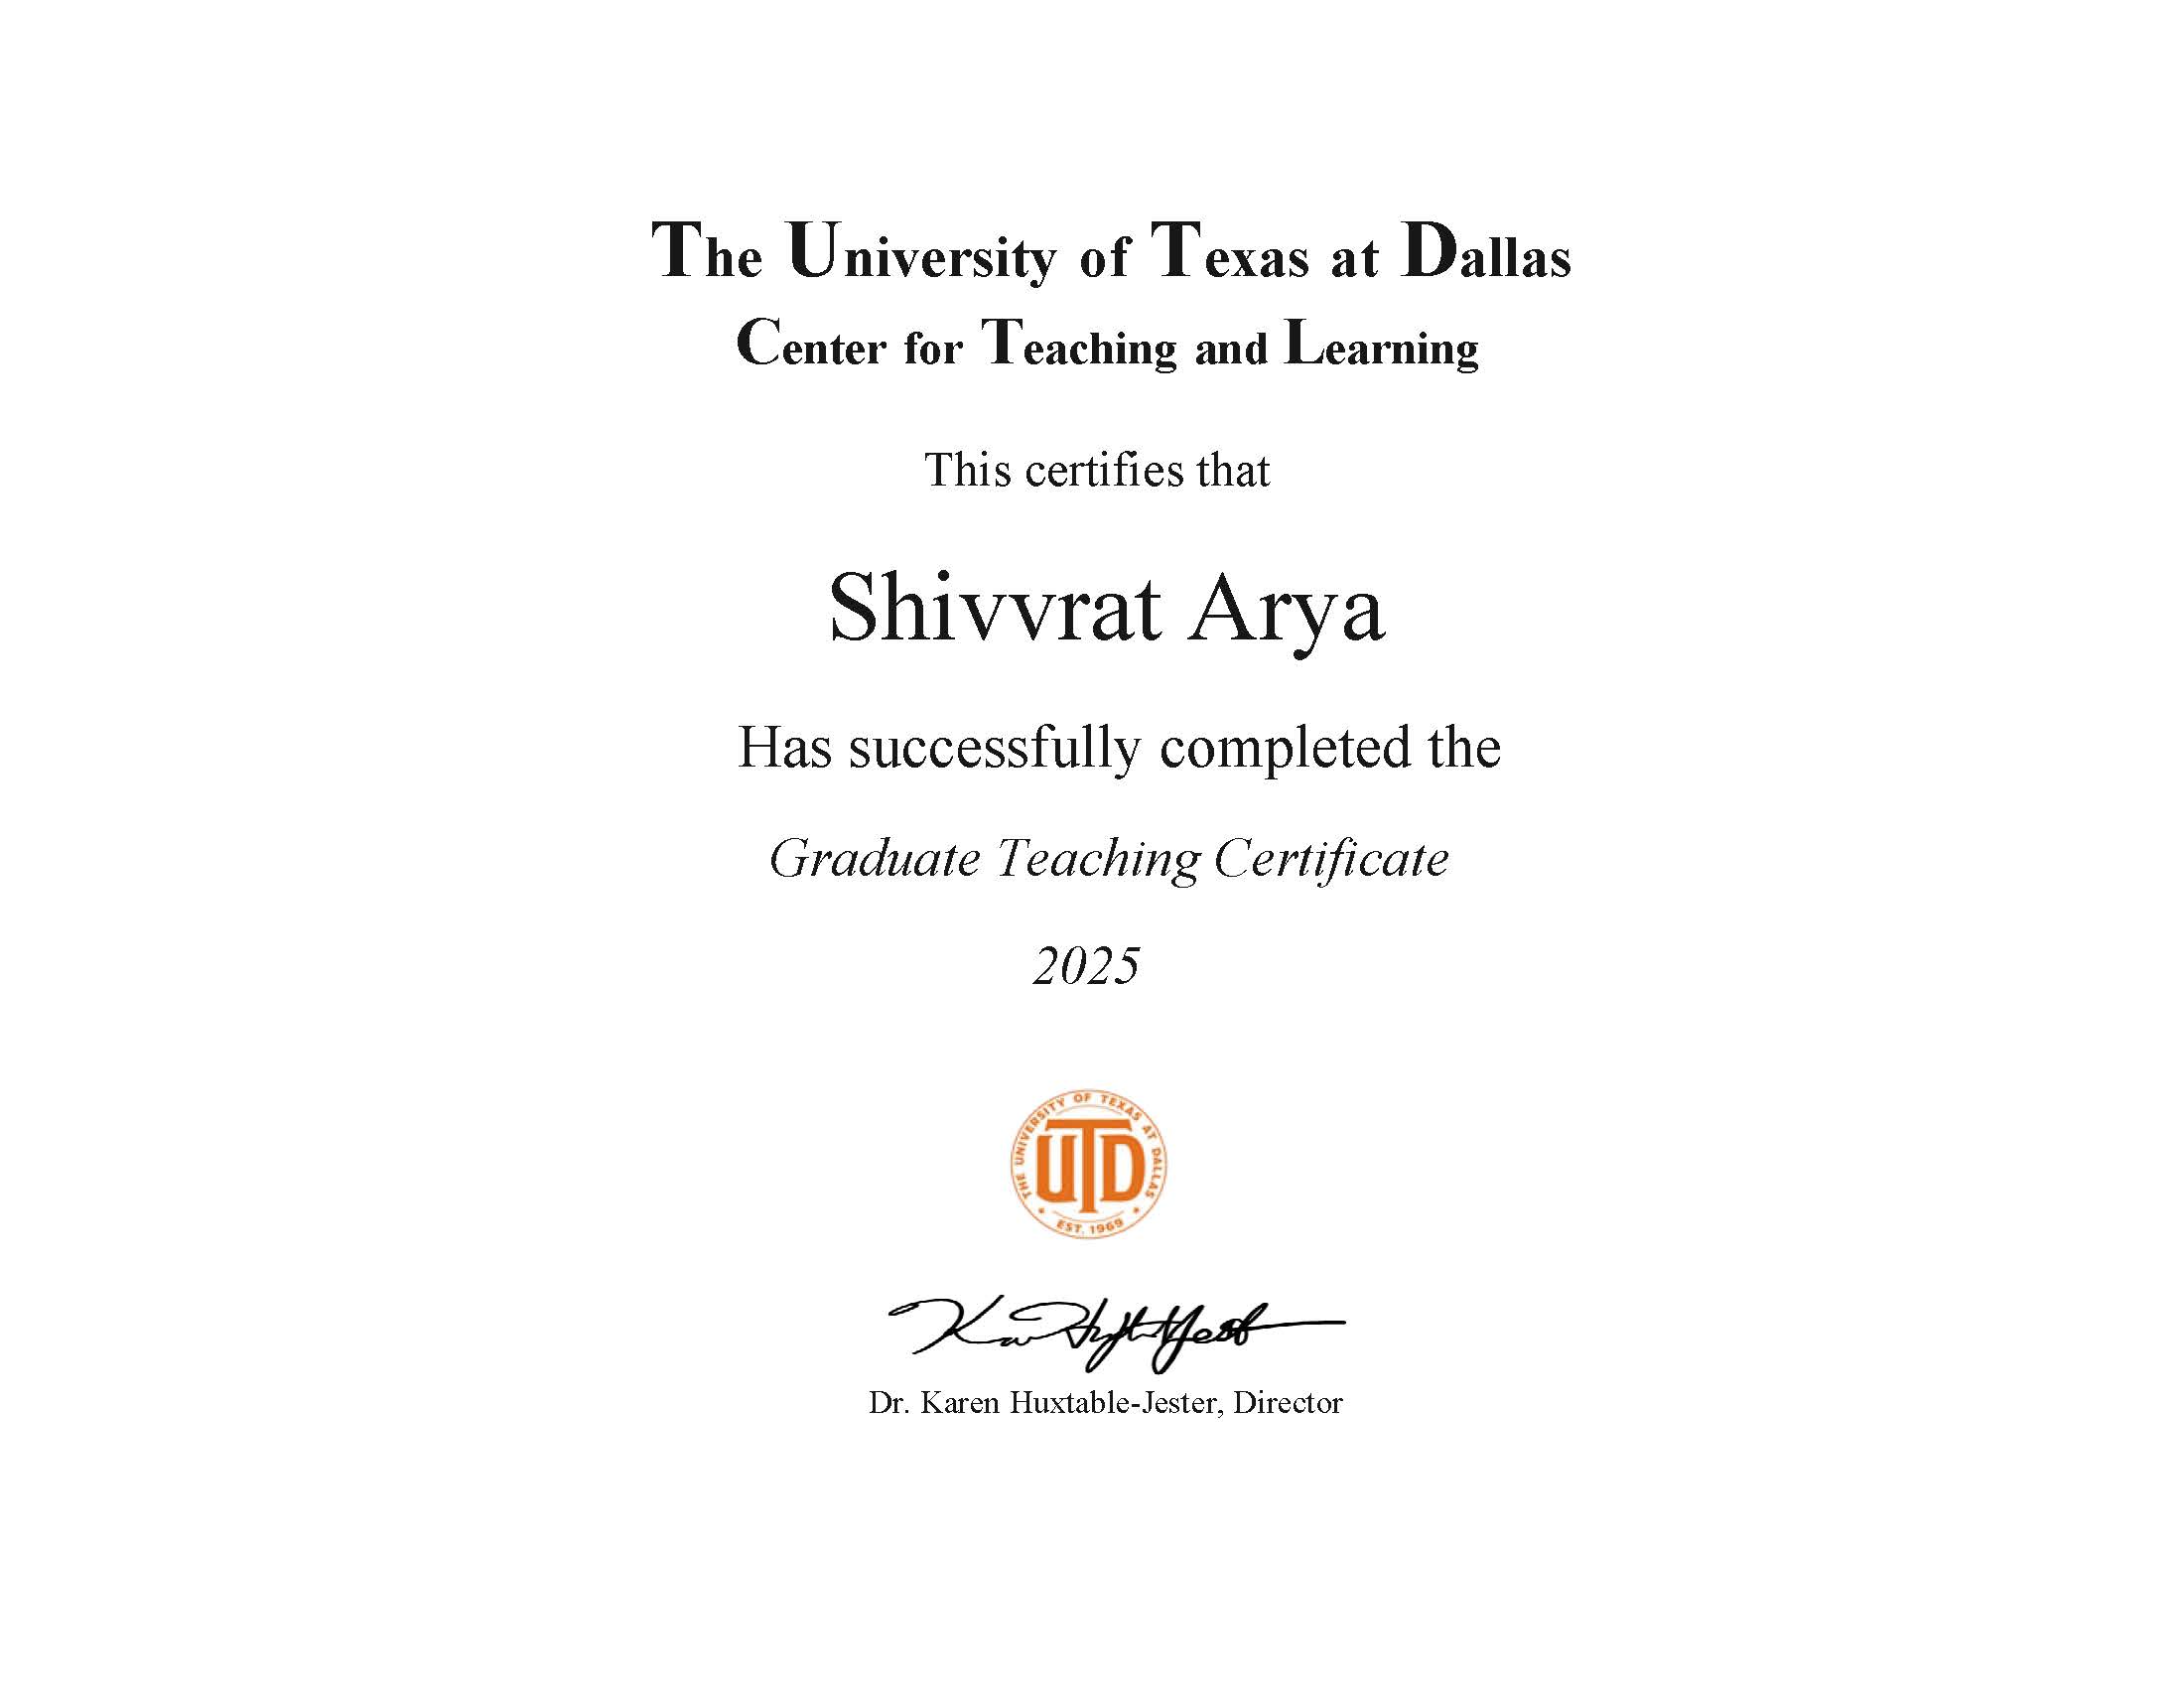 The University of Texas at Dallas
Center for Teaching and Learning
This certifies that
Shivvrat Arya
Has successfully completed the
Graduate Teaching Certificate
2025
THE UNIVERSITY OF TEXAS AT DALLAS
UTD
EST. 1969
Dr. Karen Huxtable-Jester, Director